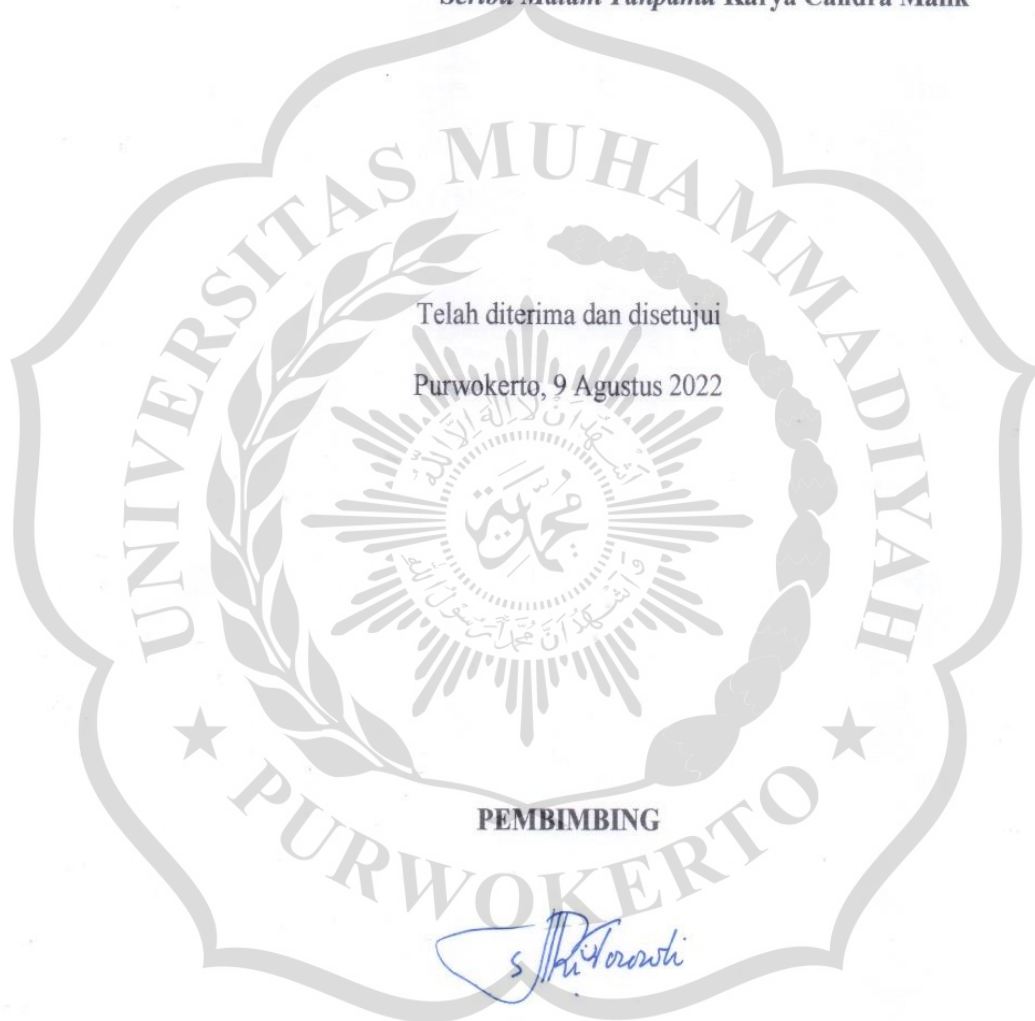 Seribu Malam Tanpamu Karya Candra Malik
UNIVERSITAS MUHAMMADIYAH
Telah diterima dan disetujui
Purwokerto, 9 Agustus 2022
PEMBIMBING
PURWOKERTO